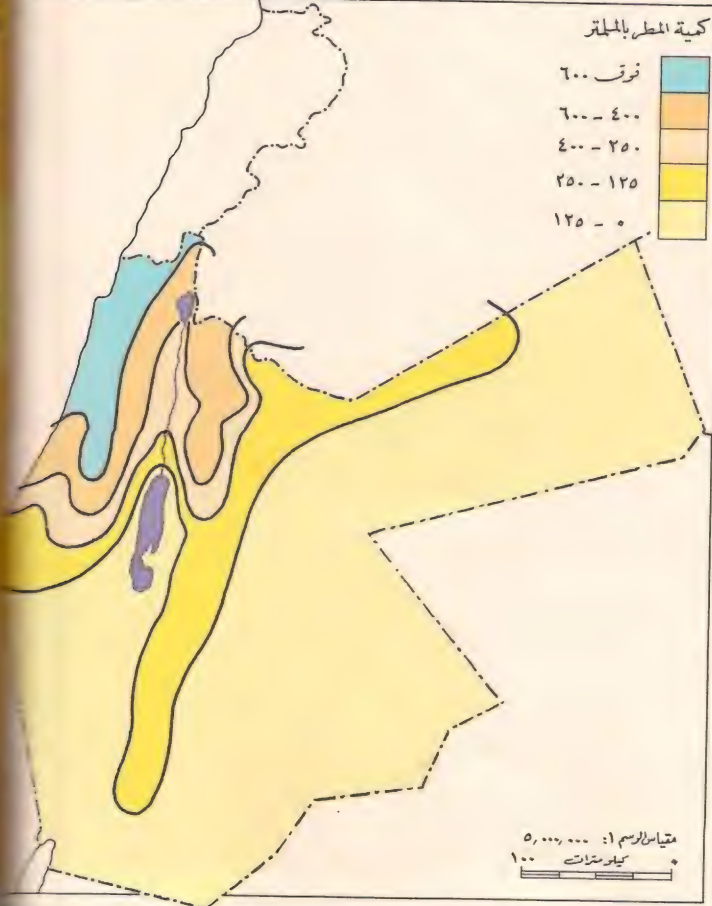 كمية المطر بالملمتر
فوق ٦٠٠
٤٠٠ - ٦٠٠
٢٥٠ - ٤٠٠
١٢٥ - ٢٥٠
٠ - ١٢٥
مقياس الرسم ١: ٥,٠٠٠,٠٠٠
٠ كيلومترات ١٠٠